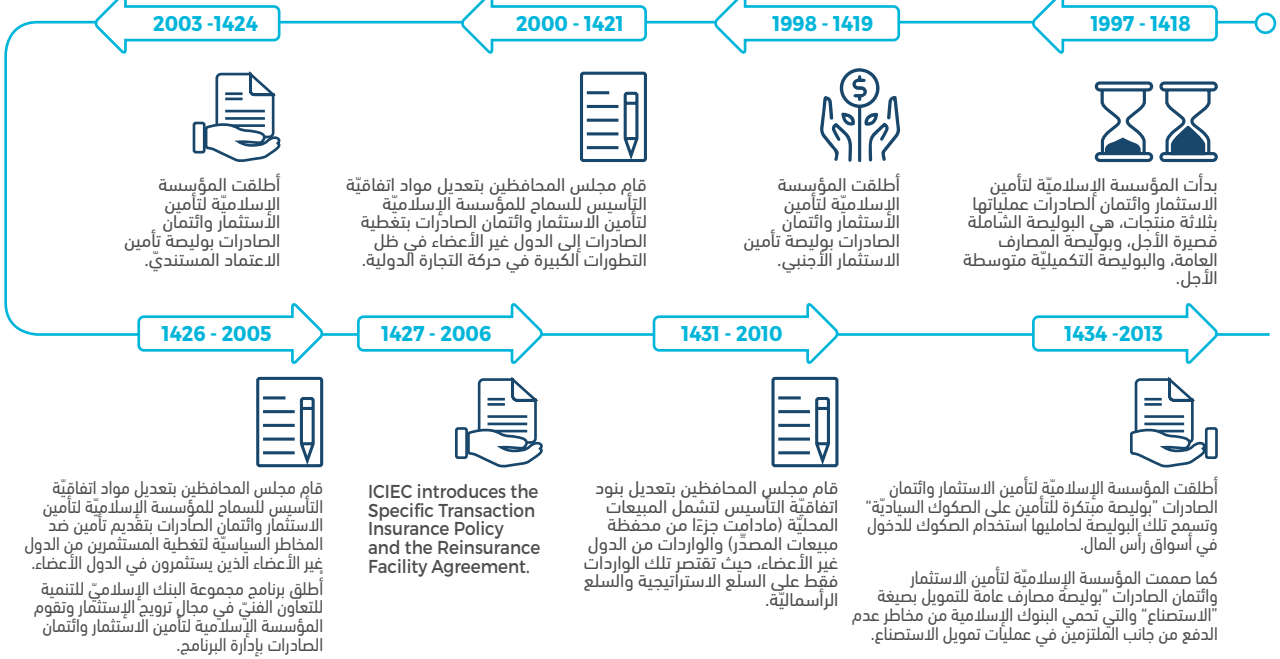 1997 - 1418
بدأت المؤسسة الإسلاميّة لتأمين
الاستثمار وائتمان الصادرات عملياتها
بثلاثة منتجات، هي البوليصة الشاملة
قصيرة الأجل، وبوليصة المصارف
العامة، والبوليصة التكميليّة متوسطة
الأجل.
1998 - 1419
أطلقت المؤسسة
الإسلاميّة لتأمين
الاستثمار وائتمان
الصادرات بوليصة تأمين
الاستثمار الأجنبي.
2000 - 1421
قام مجلس المحافظين بتعديل مواد اتفاقيّة
التأسيس للسماح للمؤسسة الإسلاميّة
لتأمين الاستثمار وائتمان الصادرات بتغطية
الصادرات إلى الدول غير الأعضاء في ظل
التطورات الكبيرة في حركة التجارة الدولية.
2003 -1424
أطلقت المؤسسة
الإسلاميّة لتأمين
الاستثمار وائتمان
الصادرات بوليصة تأمين
الاعتماد المستنديّ.
1426 - 2005
قام مجلس المحافظين بتعديل مواد اتفاقيّة
التأسيس للسماح للمؤسسة الإسلاميّة لتأمين
الاستثمار وائتمان الصادرات بتقديم تأمين ضد
المخاطر السياسيّة لتغطية المستثمرين من الدول
غير الأعضاء الذين يستثمرون في الدول الأعضاء.
أطلق برنامج مجموعة البنك الإسلاميّ للتنمية
للتعاون الفنيّ في مجال ترويج الإستثمار وتقوم
المؤسسة الإسلامية لتأمين الاستثمار وائتمان
الصادرات بإدارة البرنامج.
1427 - 2006
ICIEC introduces the
Specific Transaction
Insurance Policy
and the Reinsurance
Facility Agreement.
1431 - 2010
قام مجلس المحافظين بتعديل بنود
اتفاقيّة التأسيس لتشمل المبيعات
المحليّة (مادامت جزءًا من محفظة
مبيعات المصدّر) والواردات من الدول
غير الأعضاء، حيث تقتصر تلك الواردات
فقط على السلع الاستراتيجية والسلع
الرأسماليّة.
1434 -2013
أطلقت المؤسسة الإسلاميّة لتأمين الاستثمار وائتمان
الصادرات "بوليصة مبتكرة للتأمين على الصكوك السياديّة"
وتسمح تلك البوليصة لحامليها استخدام الصكوك للدخول
في أسواق رأس المال.
كما صممت المؤسسة الإسلاميّة لتأمين الاستثمار
وائتمان الصادرات "بوليصة مصارف عامة للتمويل بصيغة
"الاستصناع" والتي تحمي البنوك الإسلامية من مخاطر عدم
الدفع من جانب الملتزمين في عمليات تمويل الاستصناع.